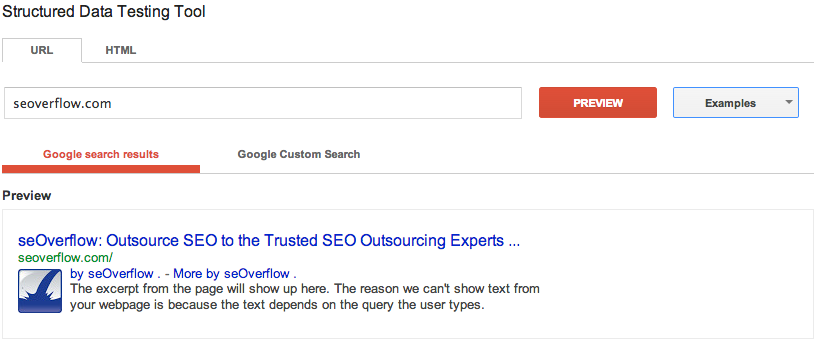 Structured Data Testing Tool
URL HTML
seoverflow.com PREVIEW Examples
Google search results Google Custom Search
Preview
seOverflow: Outsource SEO to the Trusted SEO Outsourcing Experts ...
seoverflow.com/
by seOverflow . - More by seOverflow .
The excerpt from the page will show up here. The reason we can't show text from
your webpage is because the text depends on the query the user types.